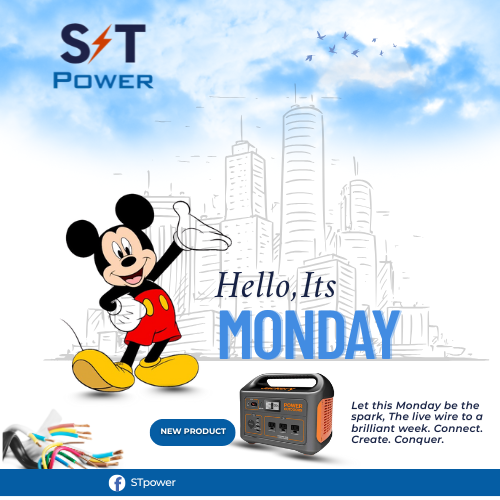 S T
POWER
Hello,Its
MONDAY
NEW PRODUCT
POWER
Let this Monday be the
spark, The live wire to a
brilliant week. Connect.
Create. Conquer.
STpower